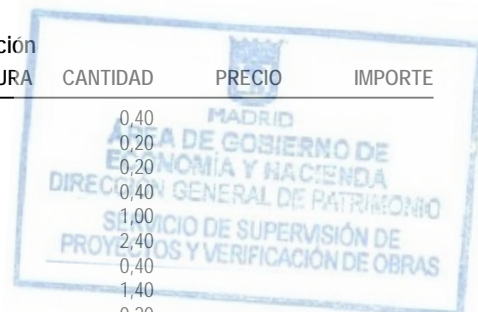 ción
URA CANTIDAD PRECIO IMPORTE
0,40
MADRID
0,20
ÁREA DE GOBIERNO DE
0,20
ECONOMÍA Y HACIENDA
0,40
DIRECCIÓN GENERAL DE PATRIMONIO
1,00
SERVICIO DE SUPERVISIÓN DE
2,40
PROYECTOS Y VERIFICACIÓN DE OBRAS
0,40
1,40
0,20